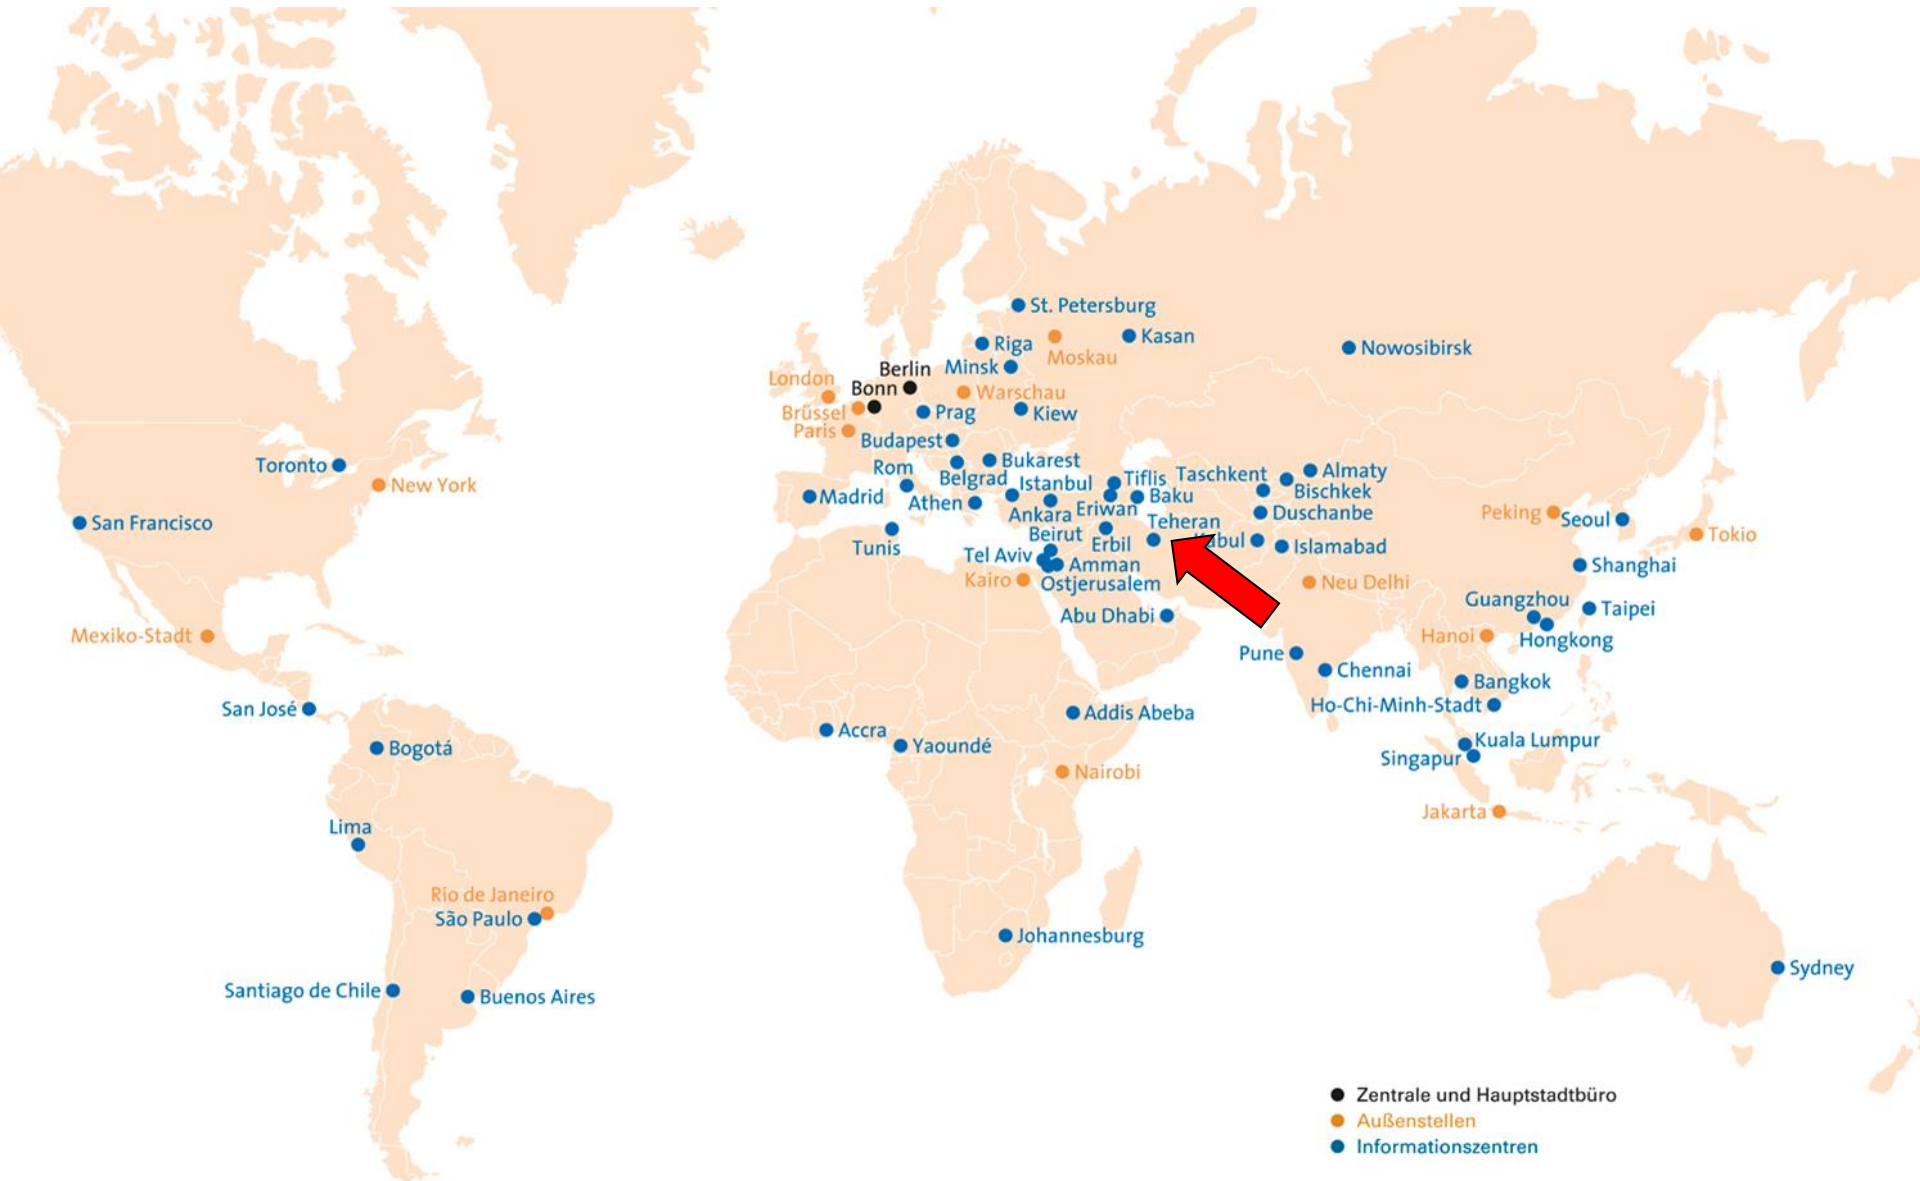 St. Petersburg
Kasan
Riga
Moskau
Nowosibirsk
Minsk
Berlin
London
Bonn
Warschau
Brüssel
Prag
Kiew
Paris
Budapest
Toronto
New York
San Francisco
Rom
Bukarest
Belgrad
Istanbul
Tiflis
Taschkent
Almaty
Bischkek
Madrid
Athen
Ankara
Eriwan
Baku
Duschanbe
Teheran
Peking
Seoul
Tokio
Tunis
Beirut
Erbil
Kabul
Islamabad
Tel Aviv
Amman
Kairo
Ostjerusalem
Neu Delhi
Shanghai
Guangzhou
Taipei
Abu Dhabi
Mexiko-Stadt
Hanoi
Hongkong
Pune
Chennai
Bangkok
San José
Ho-Chi-Minh-Stadt
Addis Abeba
Accra
Yaoundé
Bogotá
Kuala Lumpur
Singapur
Nairobi
Jakarta
Lima
Rio de Janeiro
São Paulo
Johannesburg
Sydney
Santiago de Chile
Buenos Aires
Zentrale und Hauptstadtbüro
Außenstellen
Informationszentren